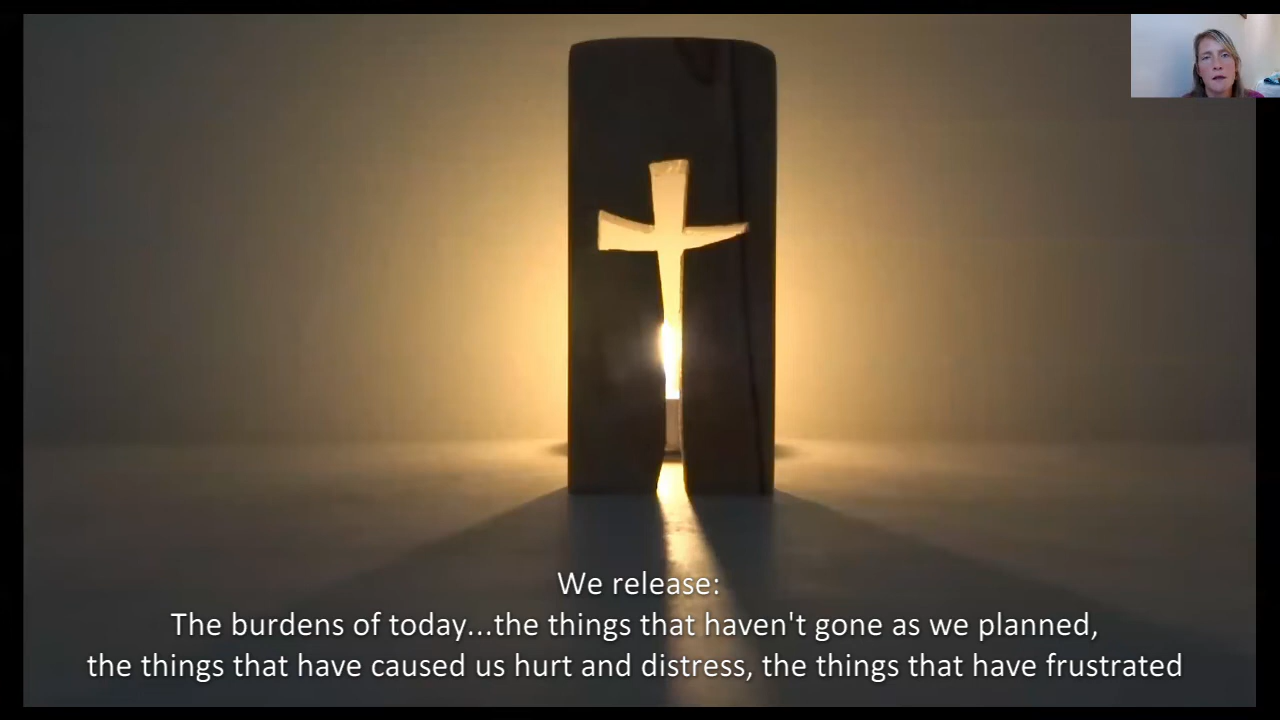 We release:
The burdens of today...the things that haven't gone as we planned,
the things that have caused us hurt and distress, the things that have frustrated